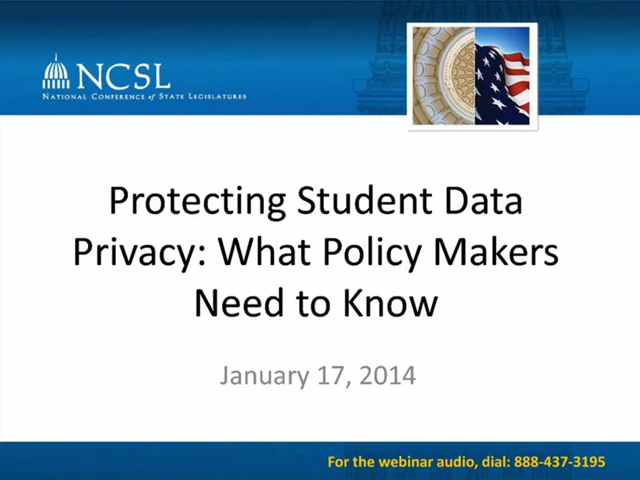 NCSL
NATIONAL CONFERENCE of STATE LEGISLATURES
Protecting Student Data
Privacy: What Policy Makers
Need to Know
January 17, 2014
For the webinar audio, dial: 888-437-3195